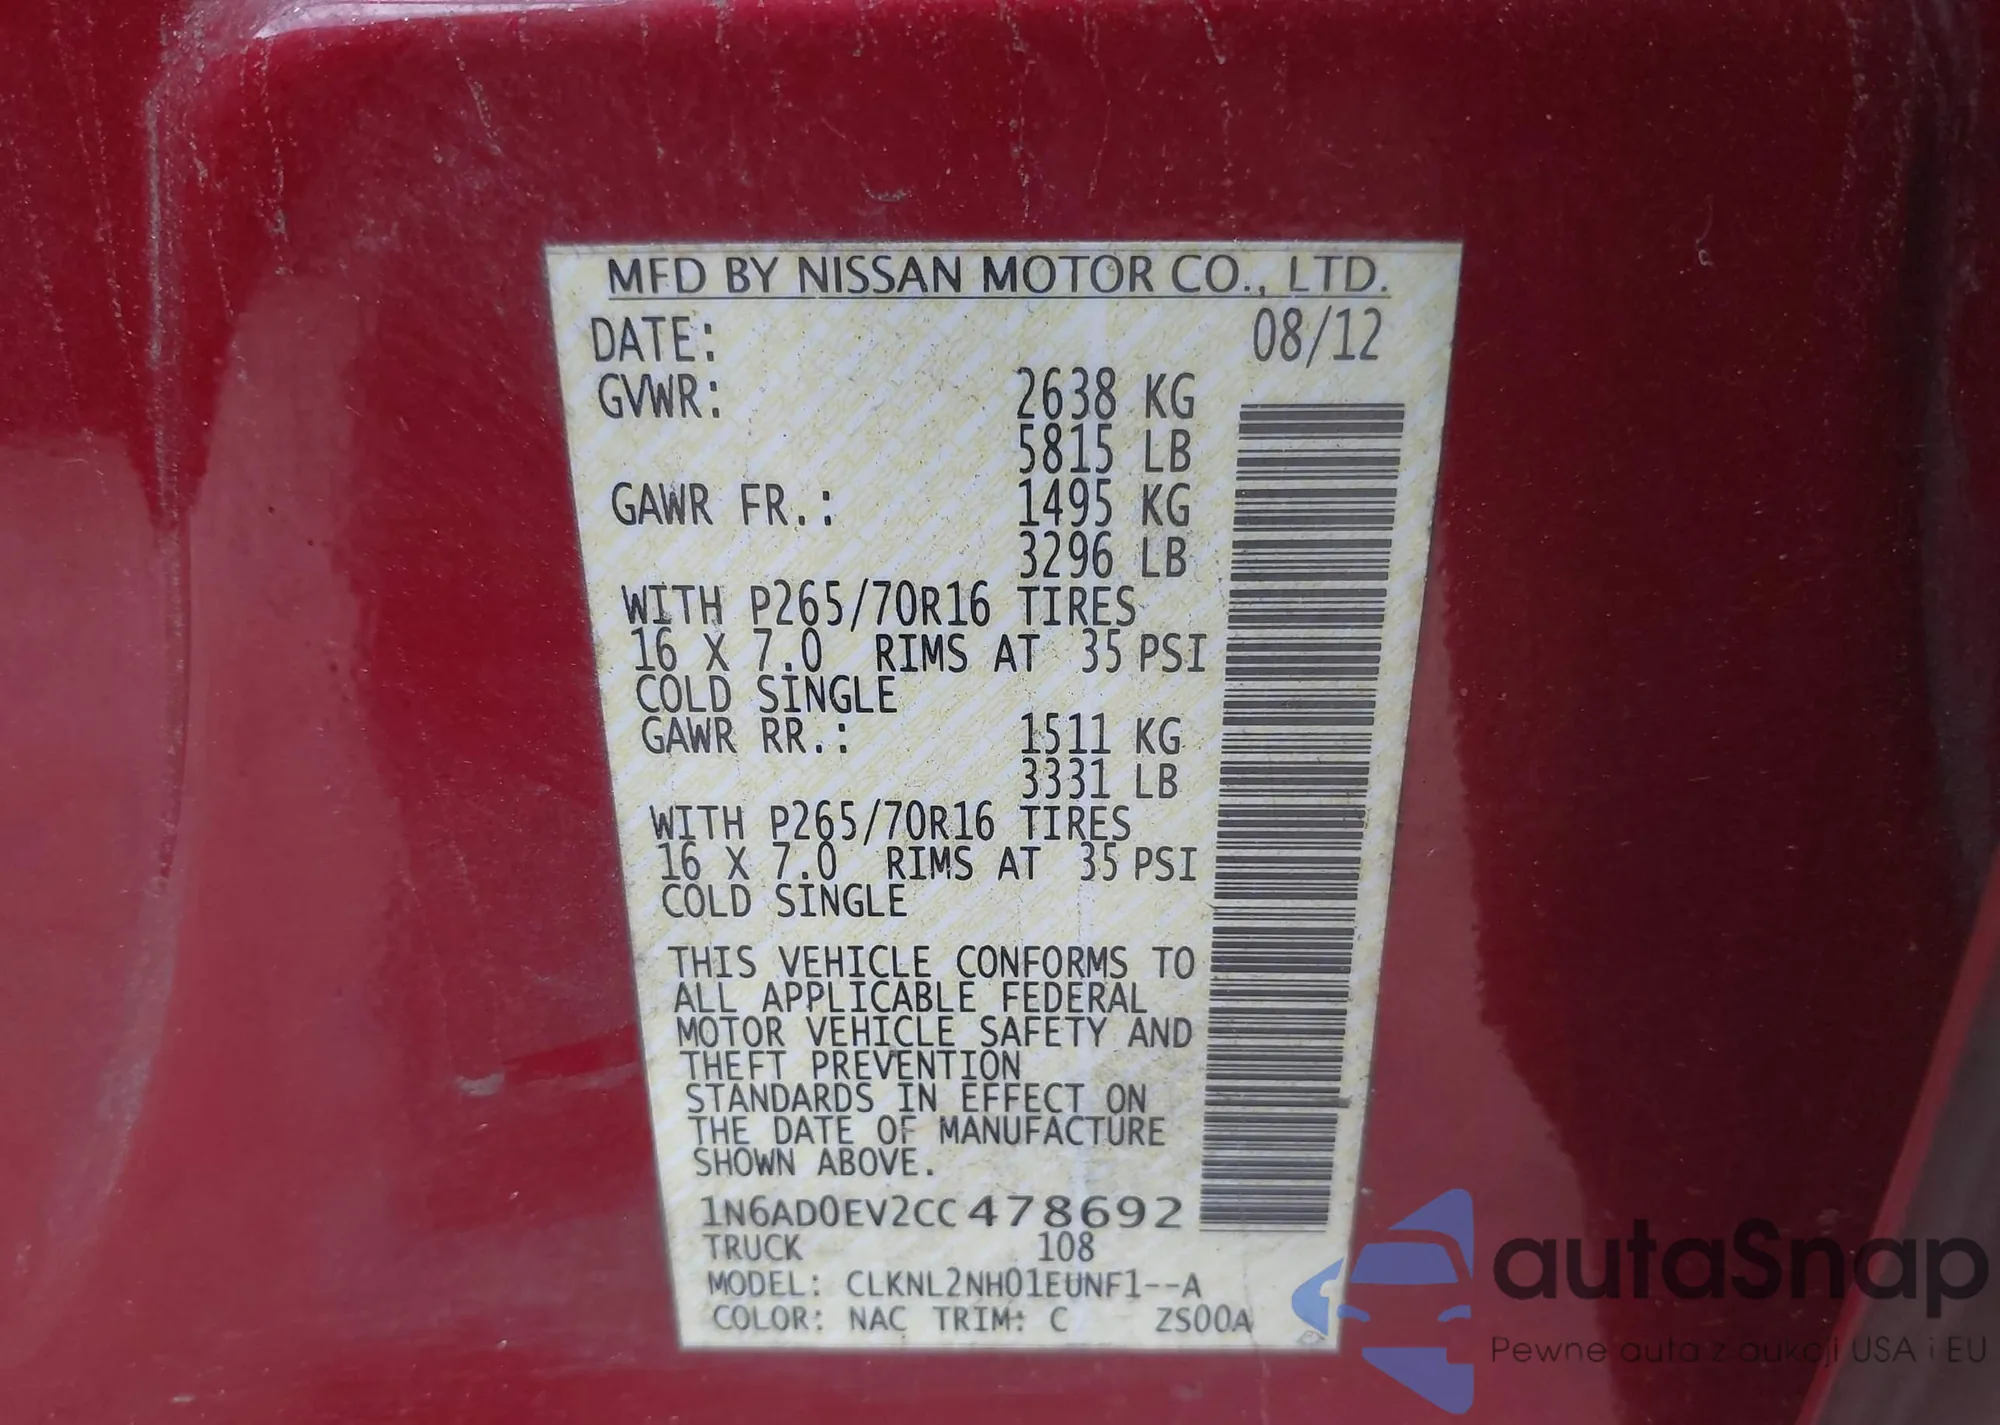 MFD BY NISSAN MOTOR CO., LTD.
DATE: 08/12
GVWR: 2638 KG
5815 LB
GAWR FR.: 1495 KG
3296 LB
WITH P265/70R16 TIRES
16 X 7.0 RIMS AT 35 PSI
COLD SINGLE
GAWR RR.: 1511 KG
3331 LB
WITH P265/70R16 TIRES
16 X 7.0 RIMS AT 35 PSI
COLD SINGLE
THIS VEHICLE CONFORMS TO
ALL APPLICABLE FEDERAL
MOTOR VEHICLE SAFETY AND
THEFT PREVENTION
STANDARDS IN EFFECT ON
THE DATE OF MANUFACTURE
SHOWN ABOVE.
1N6AD0EV2CC478692
TRUCK 108
MODEL: CLKNL2NH01EUNF1--A
COLOR: NAC TRIM: C ZS00A
autaSnap
Pewne auta z aukcji USA i EU